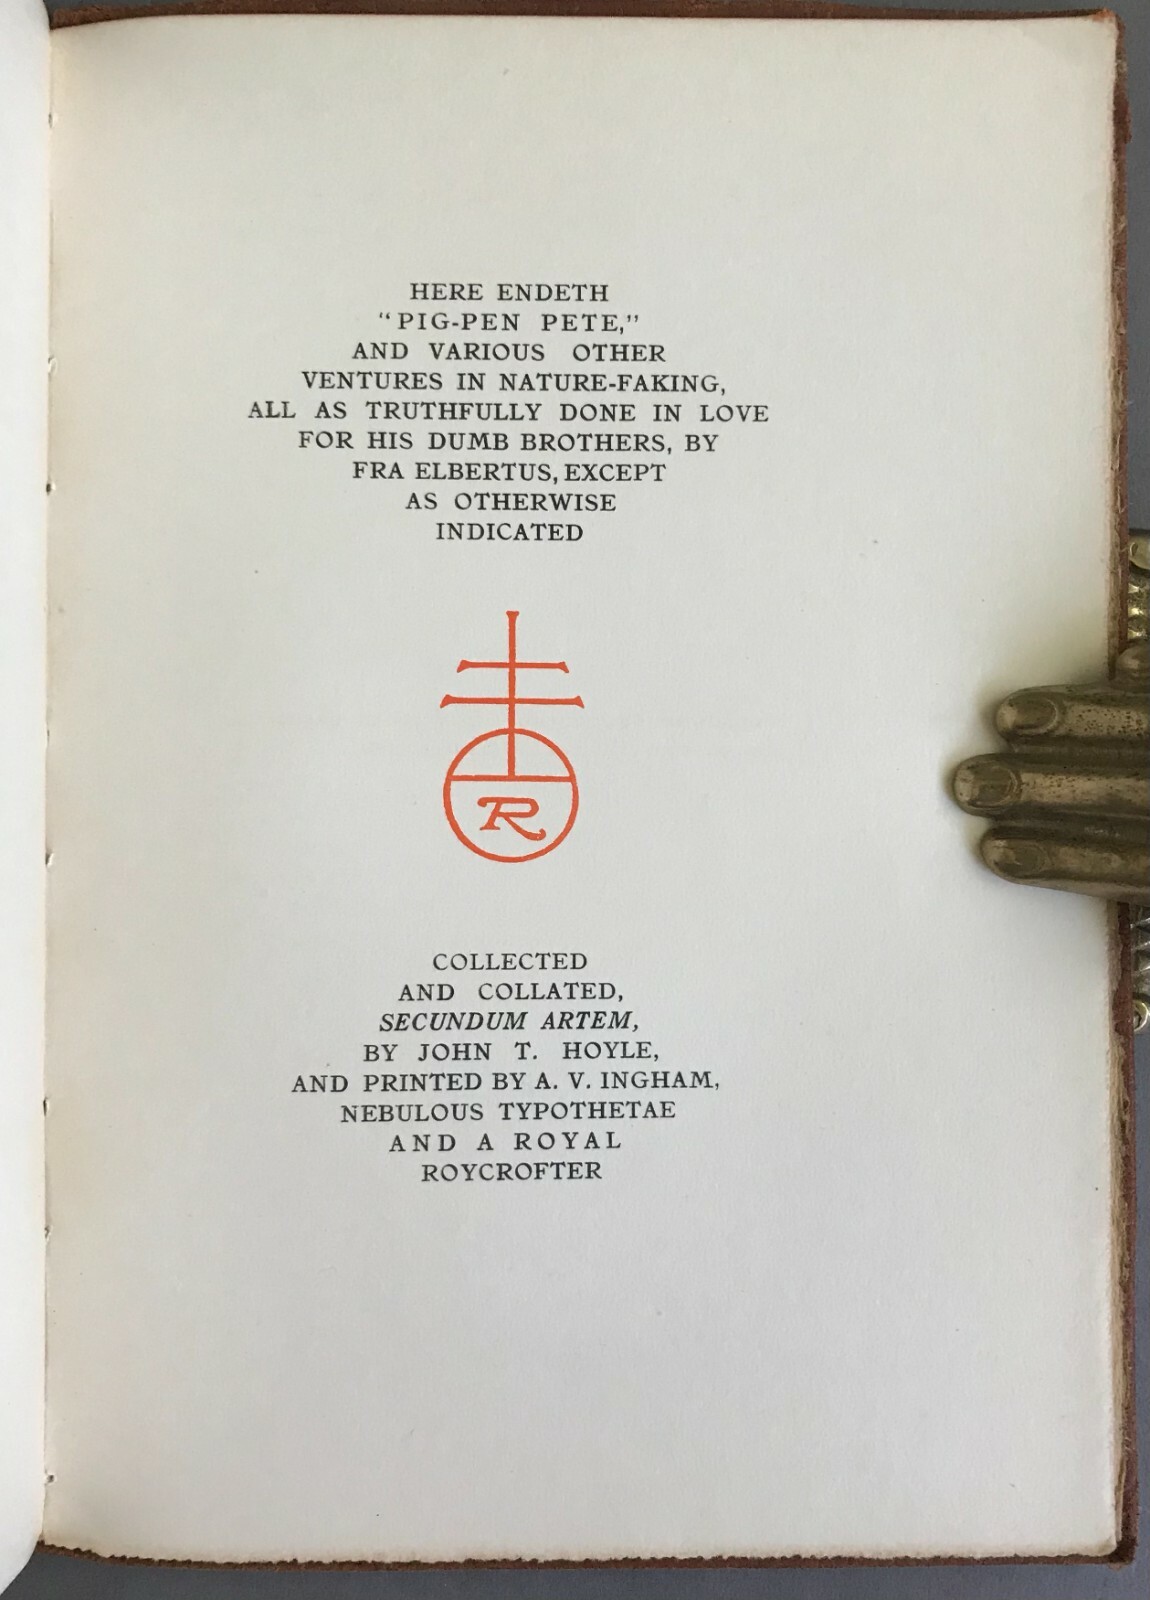 HERE ENDETH
“PIG-PEN PETE,”
AND VARIOUS OTHER
VENTURES IN NATURE-FAKING,
ALL AS TRUTHFULLY DONE IN LOVE
FOR HIS DUMB BROTHERS, BY
FRA ELBERTUS, EXCEPT
AS OTHERWISE
INDICATED
R
COLLECTED
AND COLLATED,
SECUNDUM ARTEM,
BY JOHN T. HOYLE,
AND PRINTED BY A. V. INGHAM,
NEBULOUS TYPOTHETAE
AND A ROYAL
ROYCROFTER